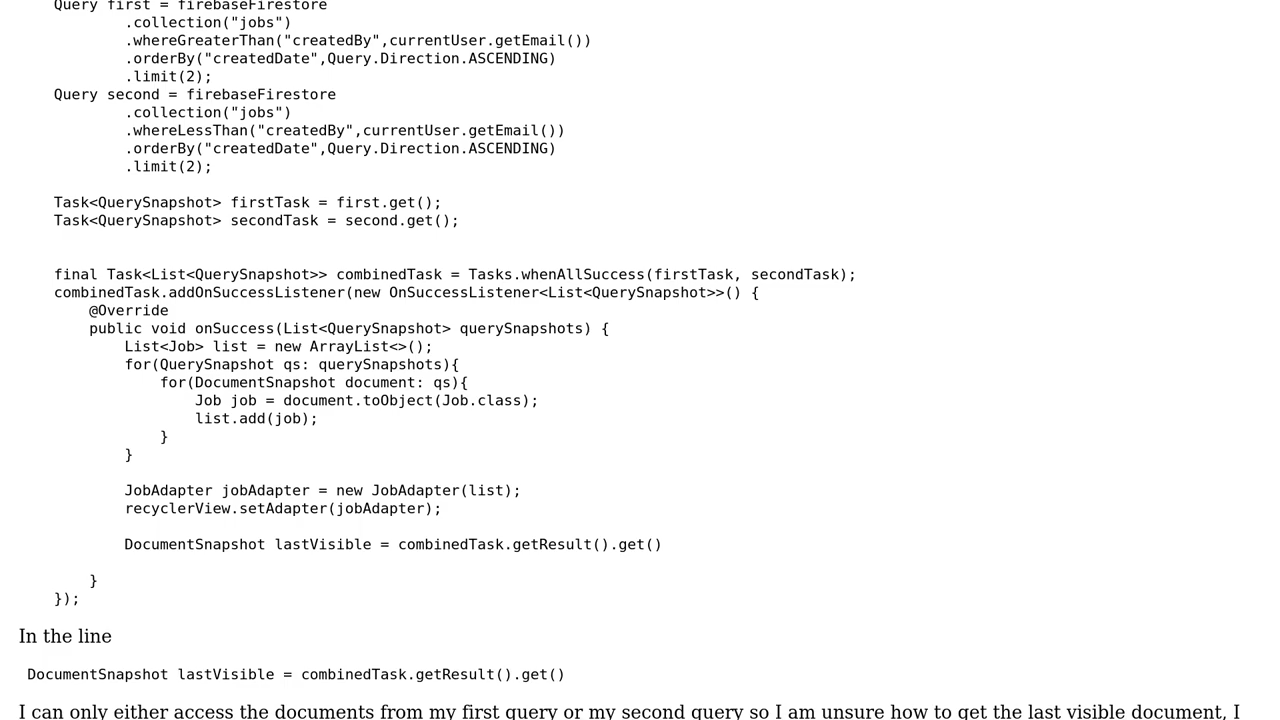 Query first = firebaseFirestore
.collection("jobs")
.whereGreaterThan("createdBy",currentUser.getEmail())
.orderBy("createdDate",Query.Direction.ASCENDING)
.limit(2);
Query second = firebaseFirestore
.collection("jobs")
.whereLessThan("createdBy",currentUser.getEmail())
.orderBy("createdDate",Query.Direction.ASCENDING)
.limit(2);
Task<QuerySnapshot> firstTask = first.get();
Task<QuerySnapshot> secondTask = second.get();
final Task<List<QuerySnapshot>> combinedTask = Tasks.whenAllSuccess(firstTask, secondTask);
combinedTask.addOnSuccessListener(new OnSuccessListener<List<QuerySnapshot>>() {
@Override
public void onSuccess(List<QuerySnapshot> querySnapshots) {
List<Job> list = new ArrayList<>();
for(QuerySnapshot qs: querySnapshots){
for(DocumentSnapshot document: qs){
Job job = document.toObject(Job.class);
list.add(job);
}
}
JobAdapter jobAdapter = new JobAdapter(list);
recyclerView.setAdapter(jobAdapter);
DocumentSnapshot lastVisible = combinedTask.getResult().get()
}
});
In the line
DocumentSnapshot lastVisible = combinedTask.getResult().get()
I can only either access the documents from my first query or my second query so I am unsure how to get the last visible document, I